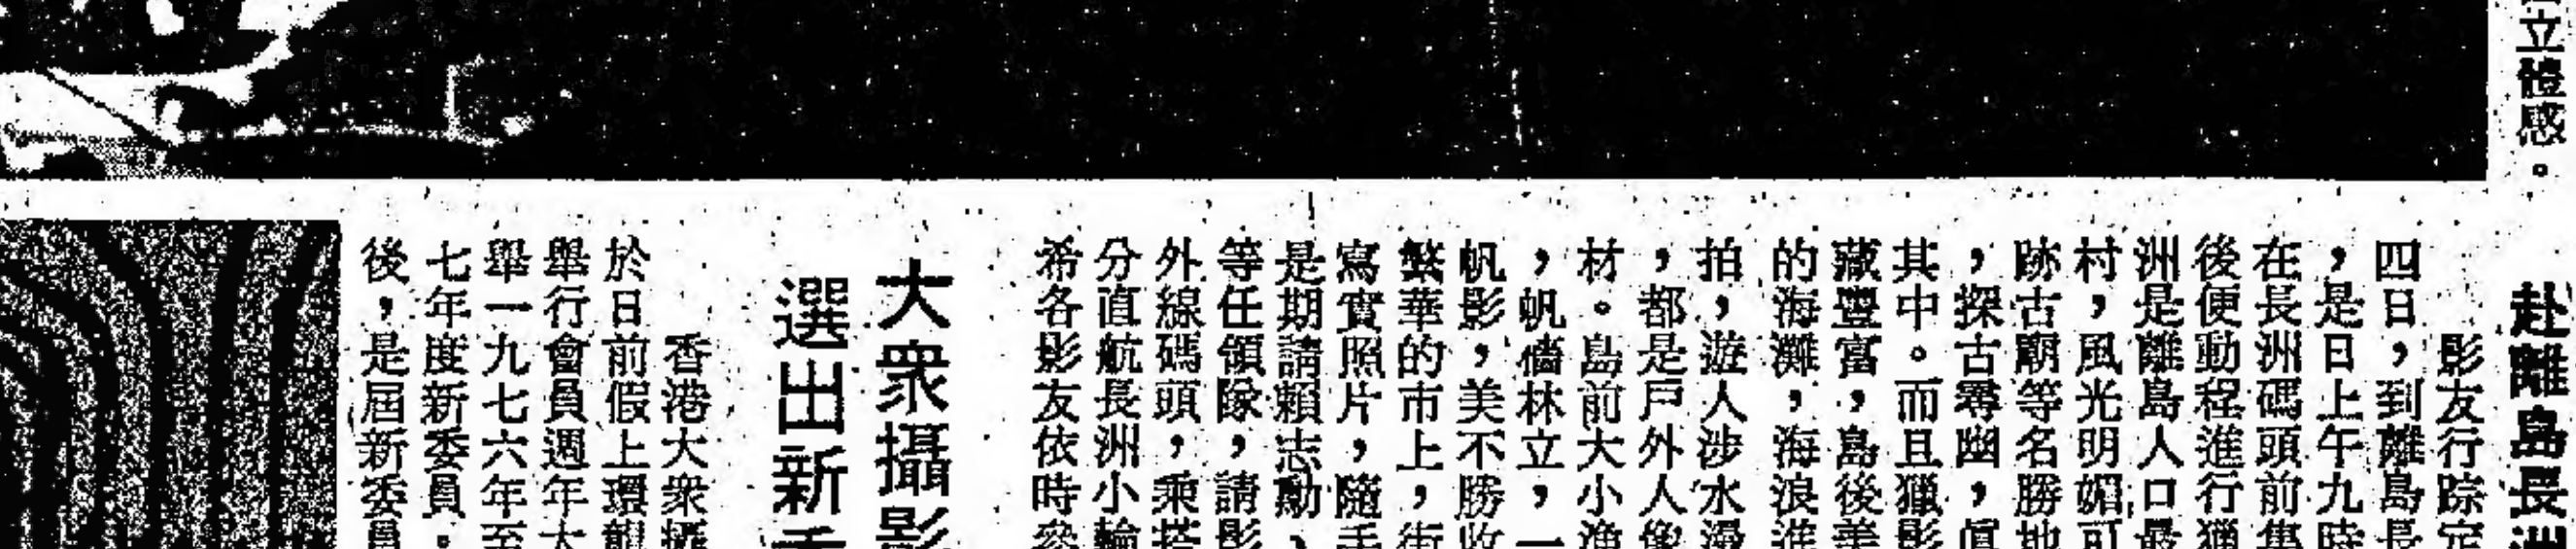 立體感。
赴離島長洲
影友行踪定
四日，到離島長
，是日上午九時
在長洲碼頭前集
後便動程進行獵
洲是離島人口最
村，風光明媚可
跡古廟等名勝地
，探古尋幽，眞
其中。而且獵影
藏豐富，島後美
的海灘，海浪進
拍，遊人涉水漫
，都是戶外人像
材。島前大小漁
，帆檣林立，一
帆影，美不勝收
繁華的市上，街
寫實照片，隨手
是期請賴志勳、
等任領隊，請影
外線碼頭，乘搭
分直航長洲小輪
希各影友依時參
大衆攝影
選出新委
香港大衆攝
於日前假上環
舉行會員週年大
舉一九七六年至
七年度新委員。
後，是屆新委員